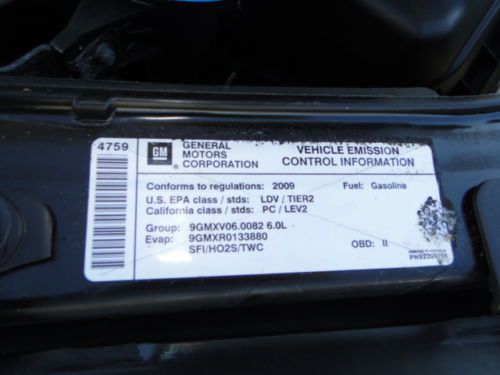 4759
GM
®
GENERAL
MOTORS
CORPORATION
VEHICLE EMISSION
CONTROL INFORMATION
Conforms to regulations: 2009 Fuel: Gasoline
U.S. EPA class / stds: LDV / TIER2
California class / stds: PC / LEV2
Group: 9GMXV06.0082 6.0L
Evap: 9GMXR0133880
SFI/HO2S/TWC
OBD: II